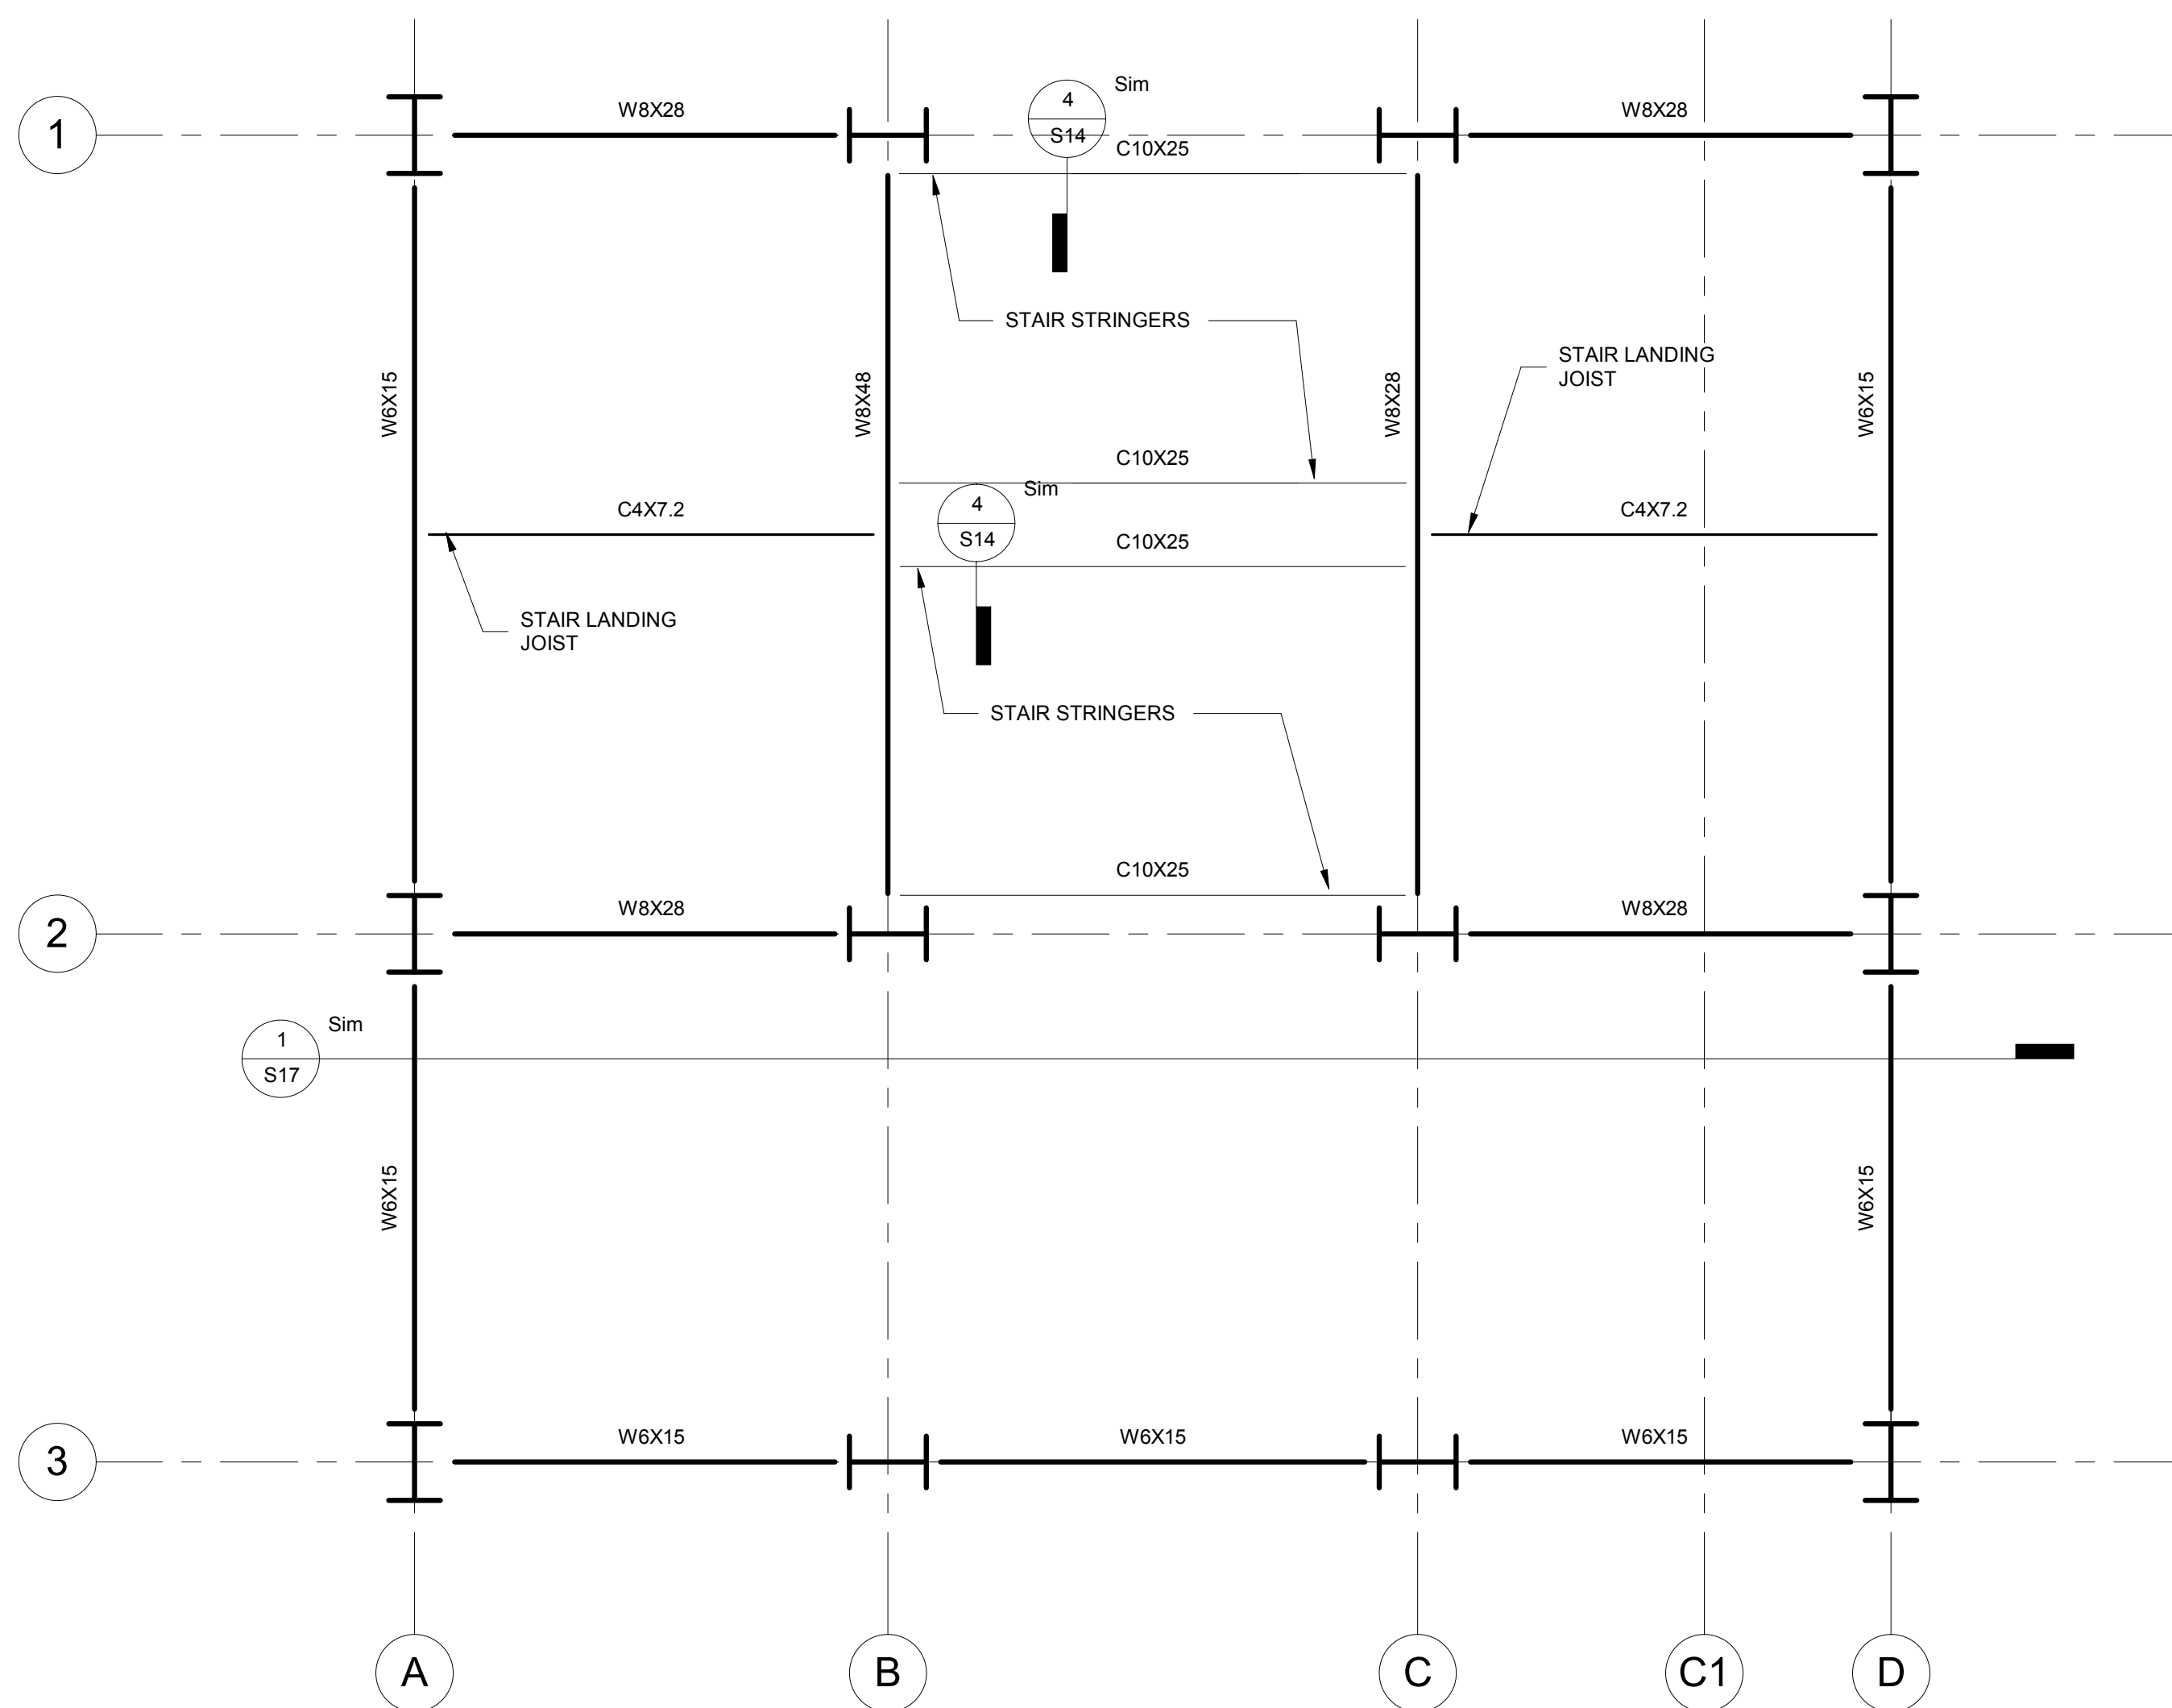 Sim
4
S14
1
W8X28
W8X28
C10X25
STAIR STRINGERS
STAIR LANDING
JOIST
W6X15
W8X48
W8X28
W6X15
C10X25
Sim
4
S14
C4X7.2
C4X7.2
C10X25
STAIR LANDING
JOIST
STAIR STRINGERS
C10X25
W8X28
W8X28
2
Sim
1
S17
W6X15
W6X15
W6X15
W6X15
W6X15
3
A
B
C
C1
D